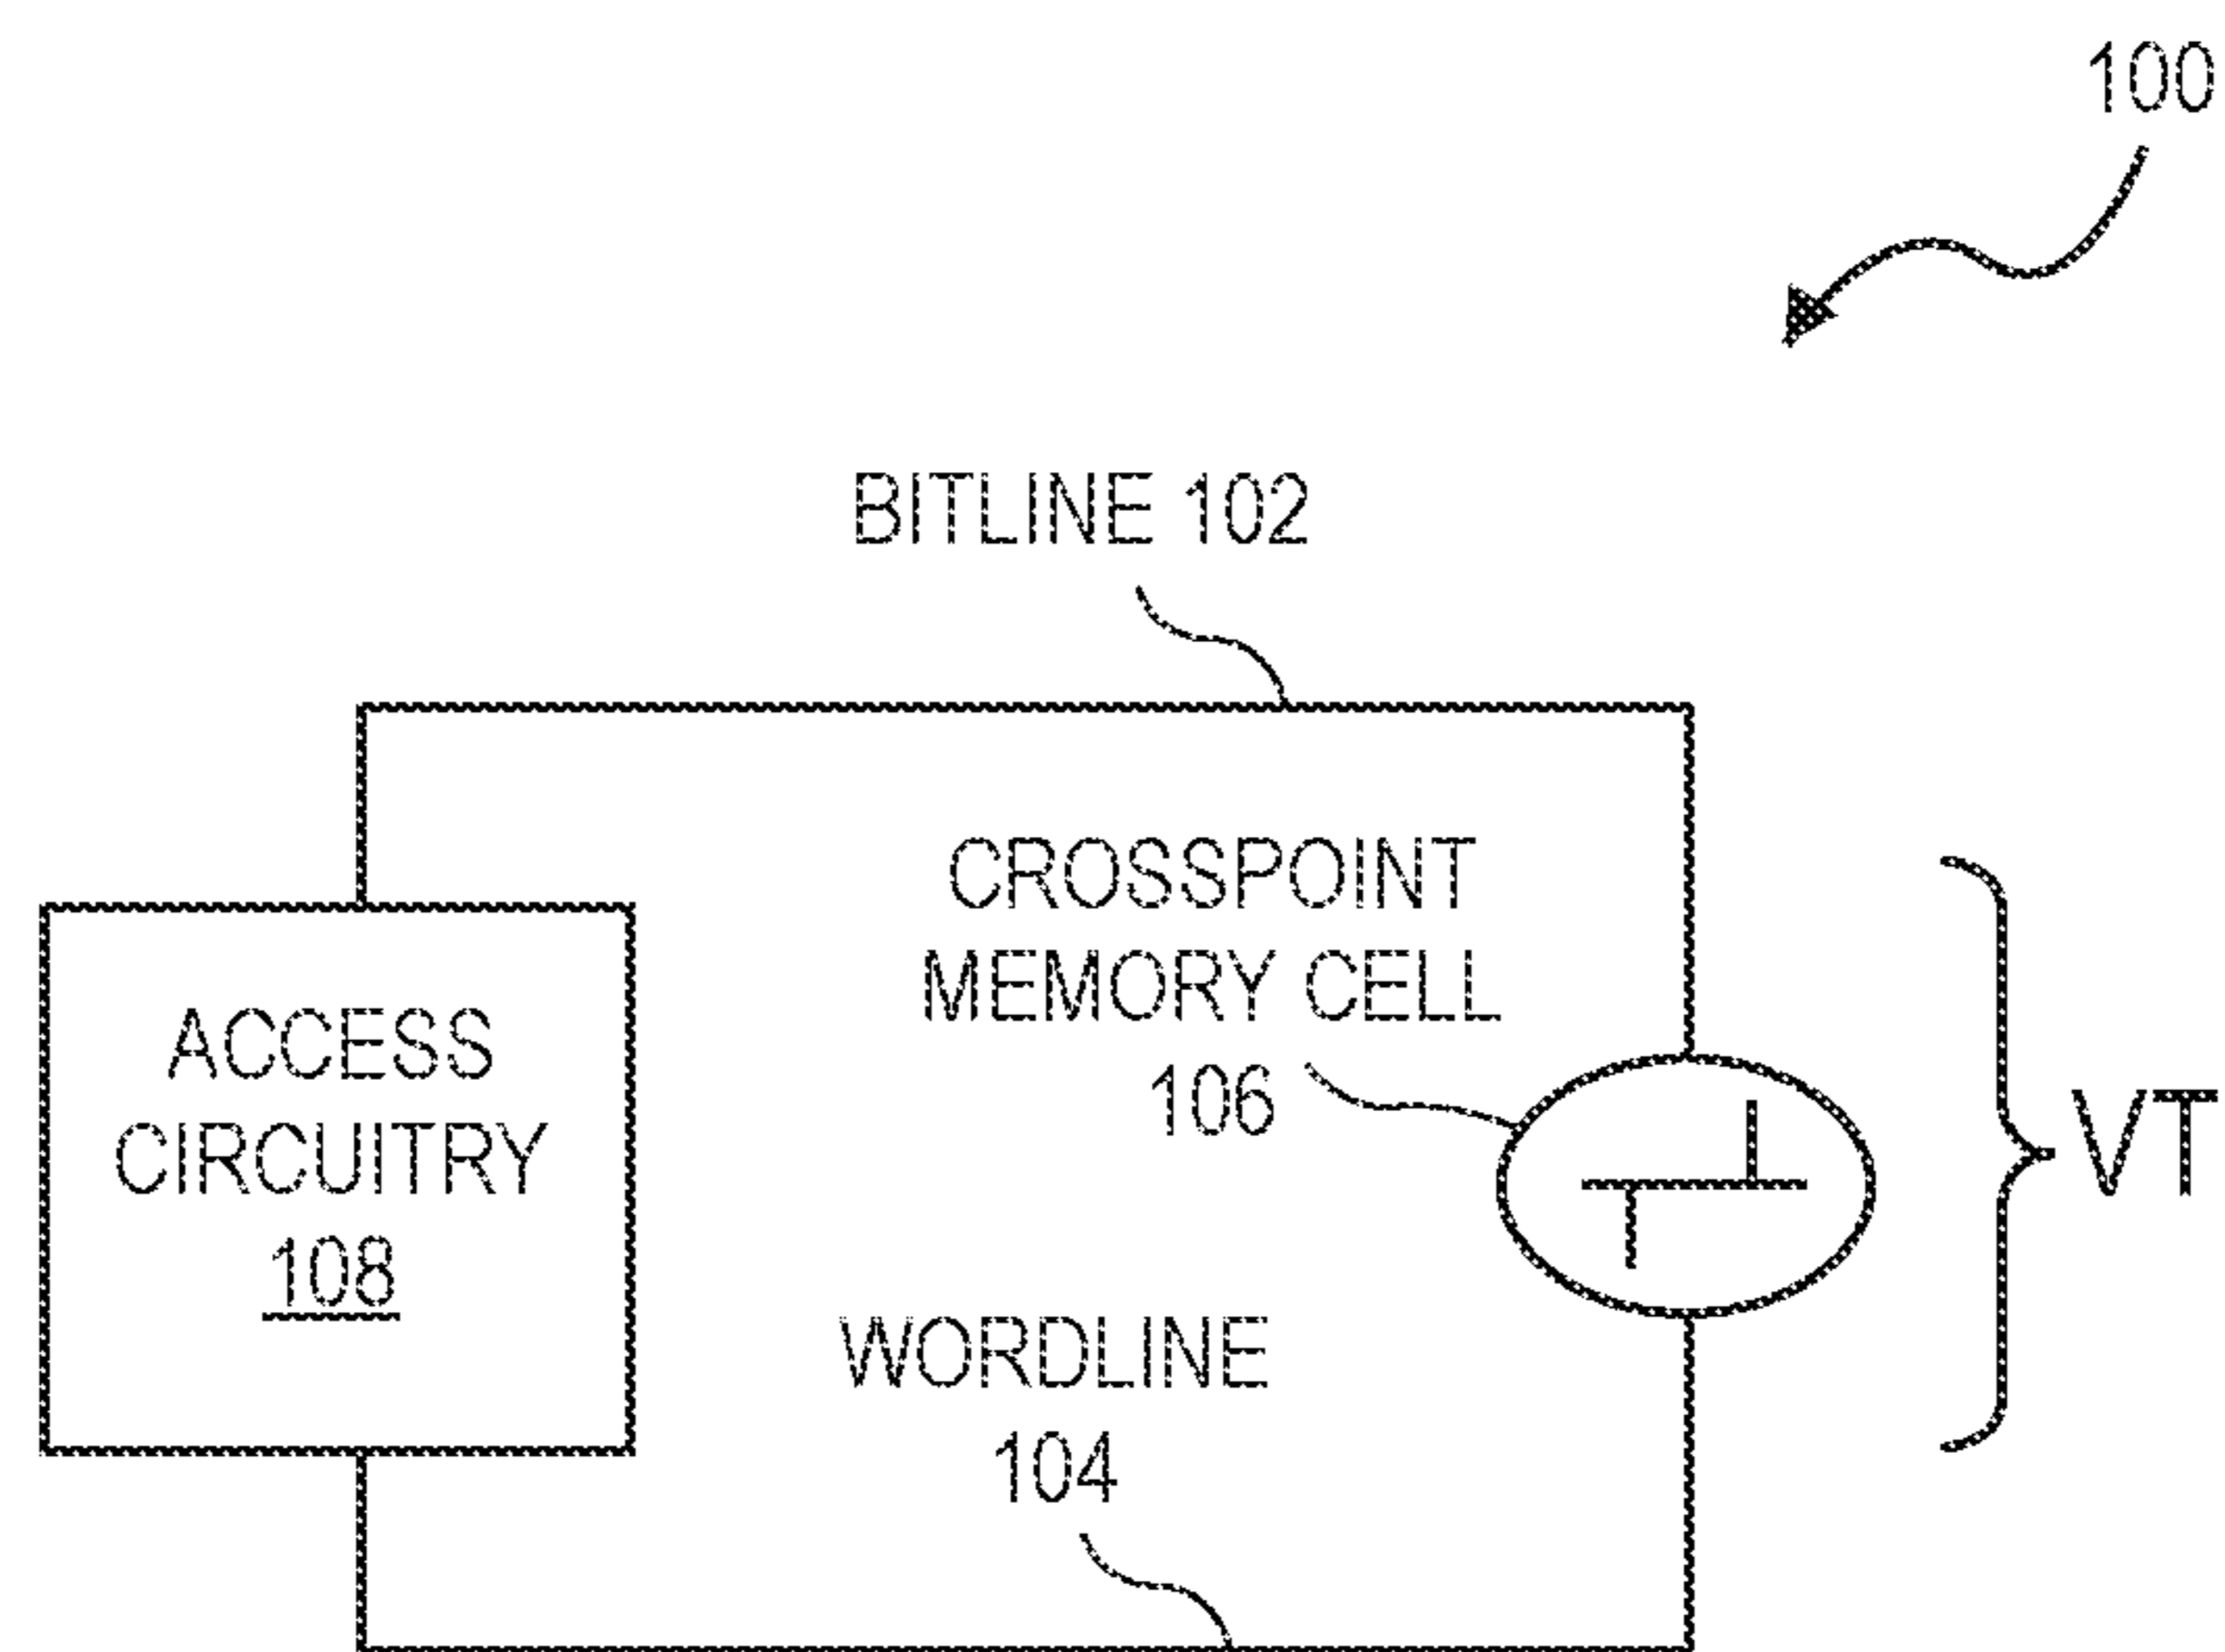 100
BITLINE 102
CROSSPOINT
MEMORY CELL
106
ACCESS
CIRCUITRY
108
VT
WORDLINE
104